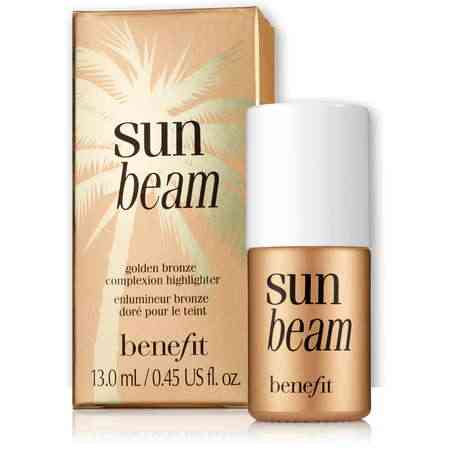 sun
beam
golden bronze
complexion highlighter
enlumineur bronze
doré pour le teint
benefit
13.0 mL / 0.45 US fl. oz.
sun
beam
benefit